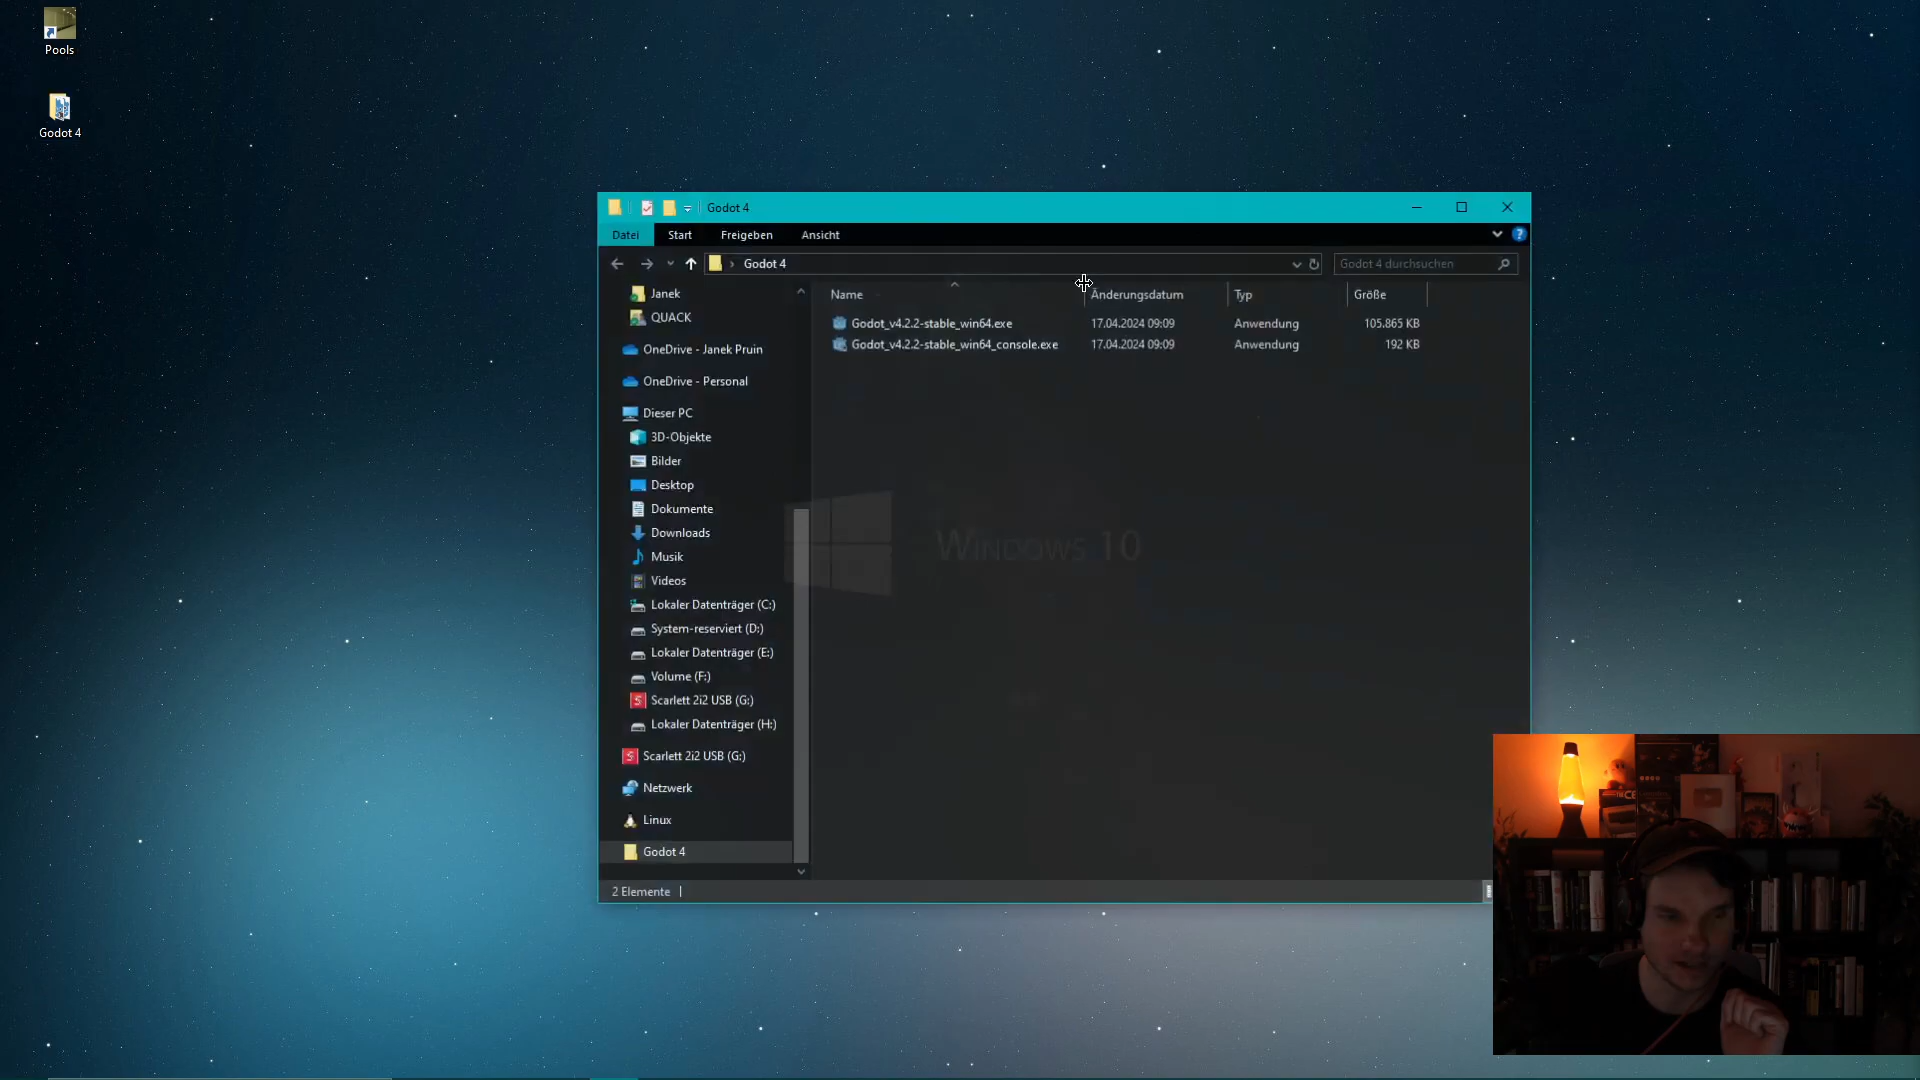 Pools
Godot 4
Godot 4
Datei Start Freigeben Ansicht
Godot 4
Godot 4 durchsuchen
Name Änderungsdatum Typ Größe
Godot_v4.2.2-stable_win64.exe 17.04.2024 09:09 Anwendung 105.865 KB
Godot_v4.2.2-stable_win64_console.exe 17.04.2024 09:09 Anwendung 192 KB
Janek
QUACK
OneDrive - Janek Pruin
OneDrive - Personal
Dieser PC
3D-Objekte
Bilder
Desktop
Dokumente
Downloads
Musik
Videos
Lokaler Datenträger (C:)
System-reserviert (D:)
Lokaler Datenträger (E:)
Volume (F:)
Scarlett 2i2 USB (G:)
Lokaler Datenträger (H:)
Scarlett 2i2 USB (G:)
Netzwerk
Linux
Godot 4
Windows 10
2 Elemente